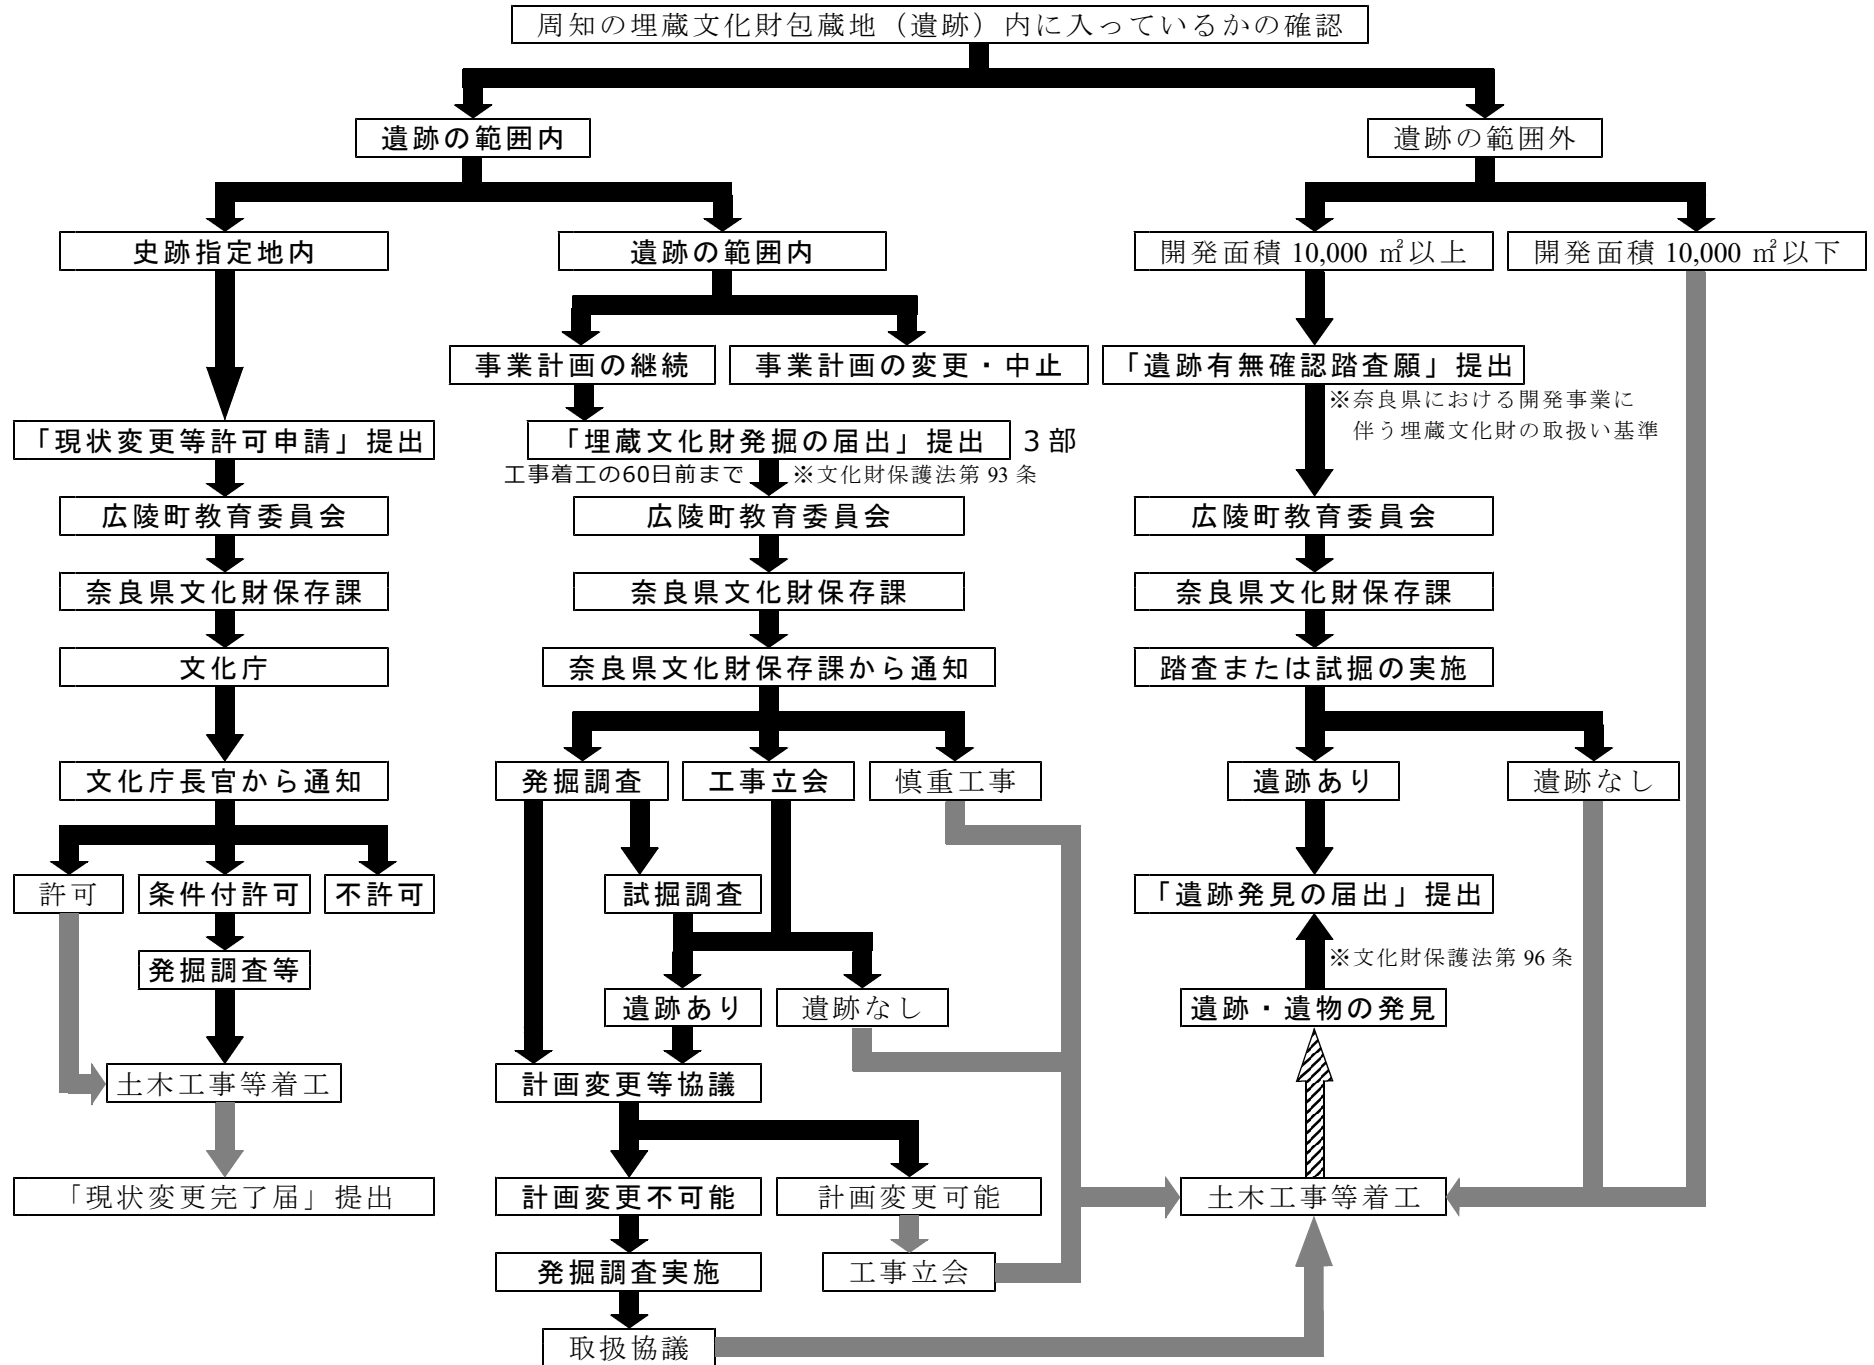 周知の埋蔵文化財包蔵地（遺跡）内に入っているかの確認
遺跡の範囲内
遺跡の範囲外
史跡指定地内
遺跡の範囲内
開発面積 10,000 ㎡以上
開発面積 10,000 ㎡以下
事業計画の継続
事業計画の変更・中止
「遺跡有無確認踏査願」提出
※奈良県における開発事業に
伴う埋蔵文化財の取扱い基準
「現状変更等許可申請」提出
「埋蔵文化財発掘の届出」提出
３部
工事着工の60日前まで
※文化財保護法第 93 条
広陵町教育委員会
広陵町教育委員会
広陵町教育委員会
奈良県文化財保存課
奈良県文化財保存課
奈良県文化財保存課
文化庁
奈良県文化財保存課から通知
踏査または試掘の実施
文化庁長官から通知
発掘調査
工事立会
慎重工事
遺跡あり
遺跡なし
許可
条件付許可
不許可
試掘調査
「遺跡発見の届出」提出
発掘調査等
※文化財保護法第 96 条
遺跡あり
遺跡なし
遺跡・遺物の発見
土木工事等着工
計画変更等協議
「現状変更完了届」提出
計画変更不可能
計画変更可能
土木工事等着工
発掘調査実施
工事立会
取扱協議